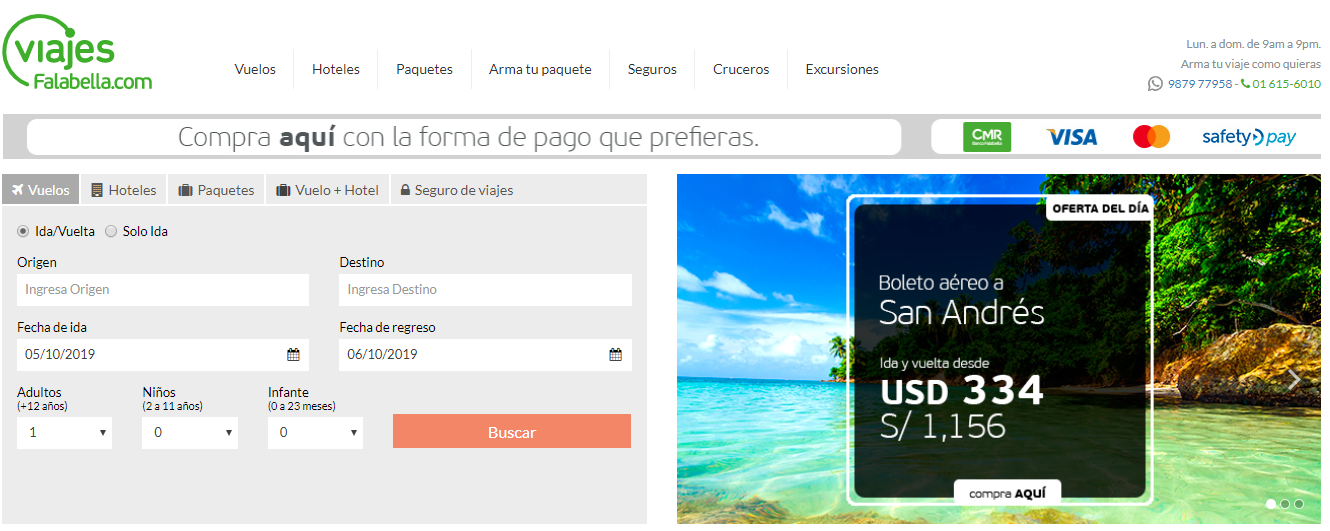 viajes
Falabella.com
Vuelos
Hoteles
Paquetes
Arma tu paquete
Seguros
Cruceros
Excursiones
Lun. a dom. de 9am a 9pm.
Arma tu viaje como quieras
9879 77958 - 01 615-6010
Compra aquí con la forma de pago que prefieras.
CMR
Banco Falabella
VISA
safetypay
Vuelos
Hoteles
Paquetes
Vuelo + Hotel
Seguro de viajes
Ida/Vuelta
Solo Ida
Origen
Destino
Ingresa Origen
Ingresa Destino
Fecha de ida
Fecha de regreso
05/10/2019
06/10/2019
Adultos
(+12 años)
Niños
(2 a 11 años)
Infante
(0 a 23 meses)
1
0
0
Buscar
OFERTA DEL DÍA
Boleto aéreo a
San Andrés
Ida y vuelta desde
USD 334
S/ 1,156
compra AQUÍ